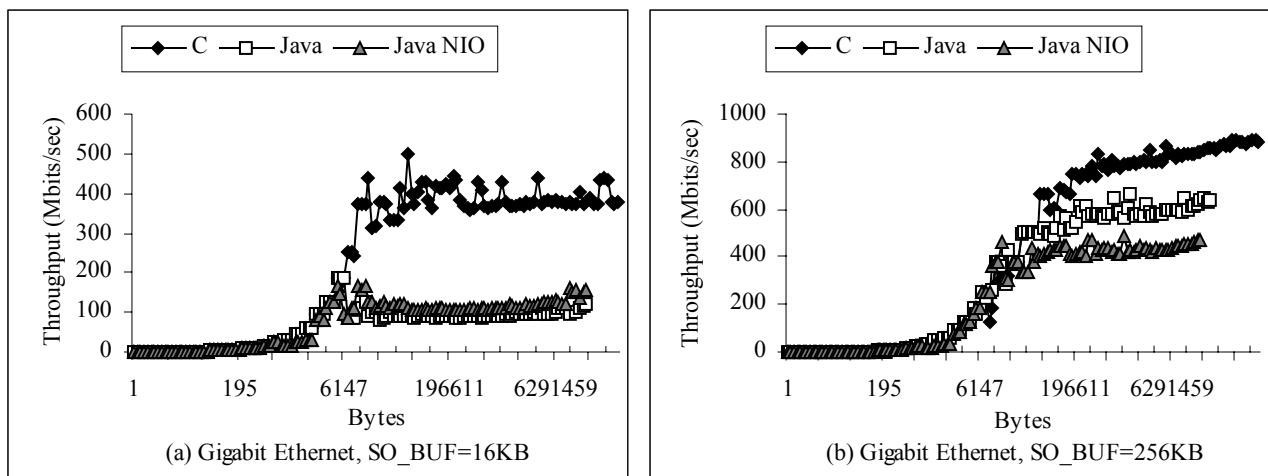 C Java Java NIO
600
500
400
300
200
100
0
Throughput (Mbits/sec)
1 195 6147 196611 6291459
Bytes
(a) Gigabit Ethernet, SO_BUF=16KB
C Java Java NIO
1000
800
600
400
200
0
Throughput (Mbits/sec)
1 195 6147 196611 6291459
Bytes
(b) Gigabit Ethernet, SO_BUF=256KB